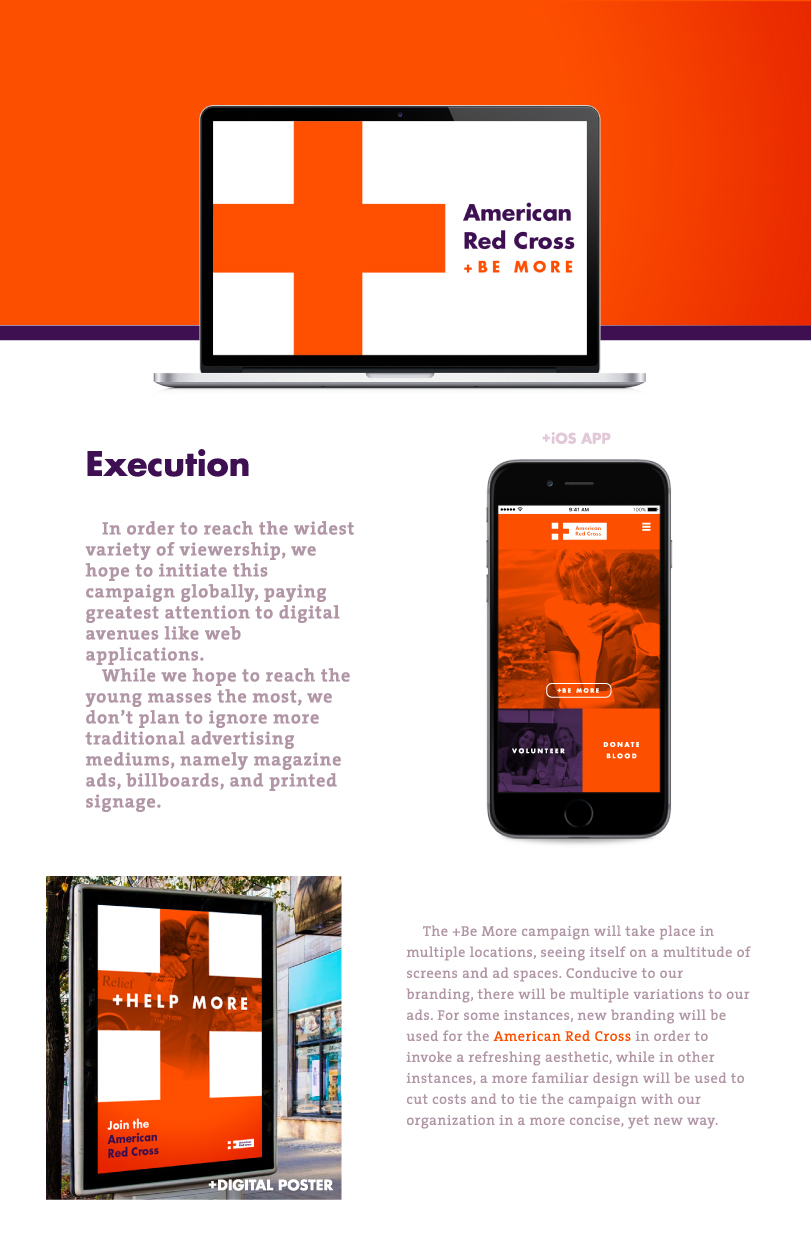 American
Red Cross
+BE MORE
Execution
In order to reach the widest
variety of viewership, we
hope to initiate this
campaign globally, paying
greatest attention to digital
avenues like web
applications.
While we hope to reach the
young masses the most, we
don't plan to ignore more
traditional advertising
mediums, namely magazine
ads, billboards, and printed
signage.
+iOS APP
9:41 AM
100%
American
Red Cross
+BE MORE
VOLUNTEER
DONATE
BLOOD
Relief
+HELP MORE
Join the
American
Red Cross
American
Red Cross
+DIGITAL POSTER
The +Be More campaign will take place in
multiple locations, seeing itself on a multitude of
screens and ad spaces. Conducive to our
branding, there will be multiple variations to our
ads. For some instances, new branding will be
used for the American Red Cross in order to
invoke a refreshing aesthetic, while in other
instances, a more familiar design will be used to
cut costs and to tie the campaign with our
organization in a more concise, yet new way.